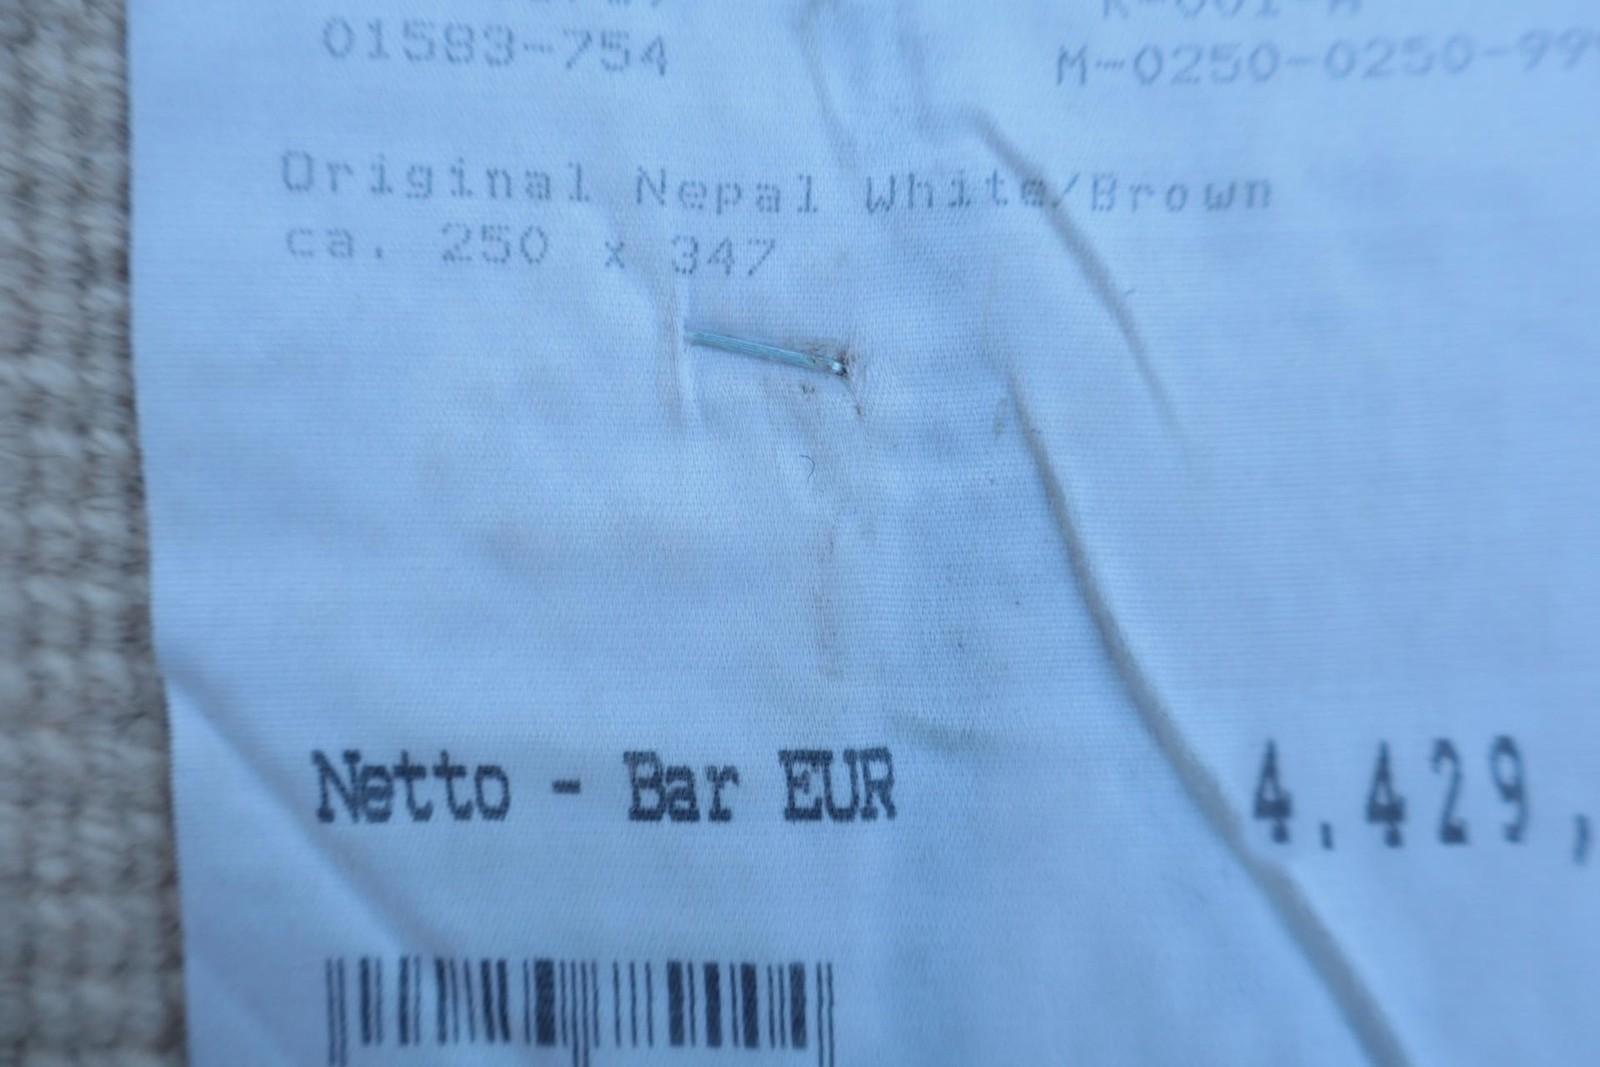 01583-754
M-0250-0250-99
Original Nepal White/Brown
ca. 250 x 347
Netto - Bar EUR 4.429,